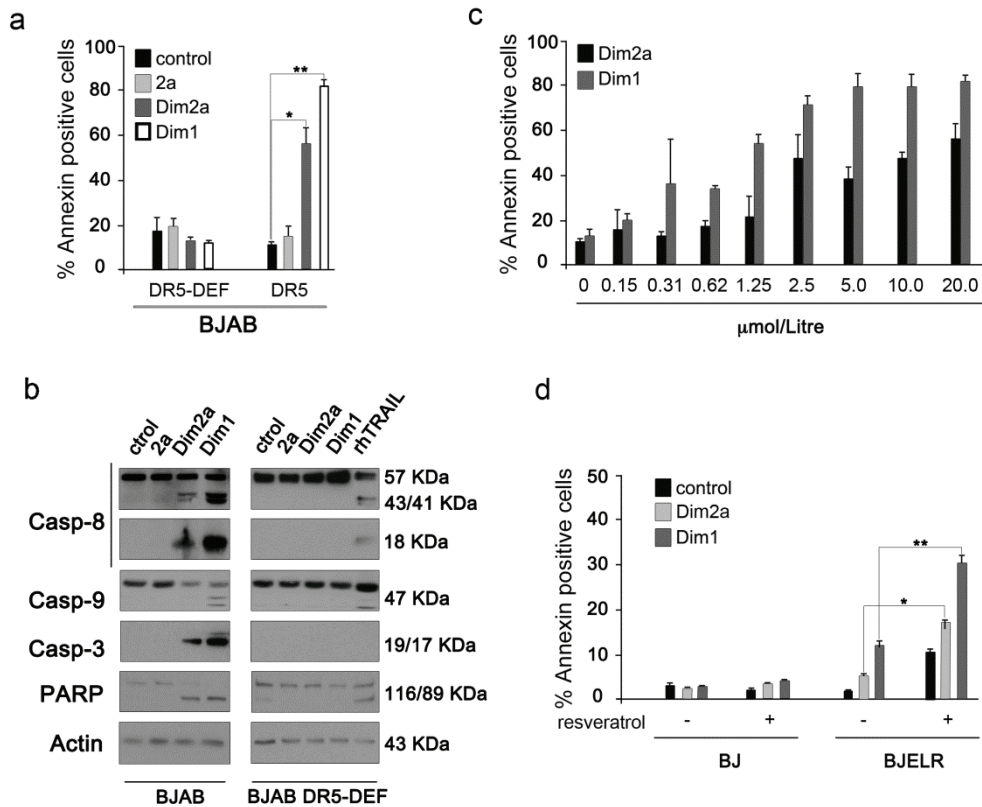 a
% Annexin positive cells
100
80
60
40
20
0
control
2a
Dim2a
Dim1
*
**
DR5-DEF DR5
BJAB
c
% Annexin positive cells
100
80
60
40
20
0
Dim2a
Dim1
0 0.15 0.31 0.62 1.25 2.5 5.0 10.0 20.0
μmol/Litre
b
ctrol 2a Dim2a Dim1 ctrol 2a Dim2a Dim1 rhTRAIL
Casp-8
57 KDa
43/41 KDa
18 KDa
Casp-9
47 KDa
Casp-3
19/17 KDa
PARP
116/89 KDa
Actin
43 KDa
BJAB BJAB DR5-DEF
d
% Annexin positive cells
50
40
30
20
10
0
control
Dim2a
Dim1
**
*
resveratrol - + - +
BJ BJELR